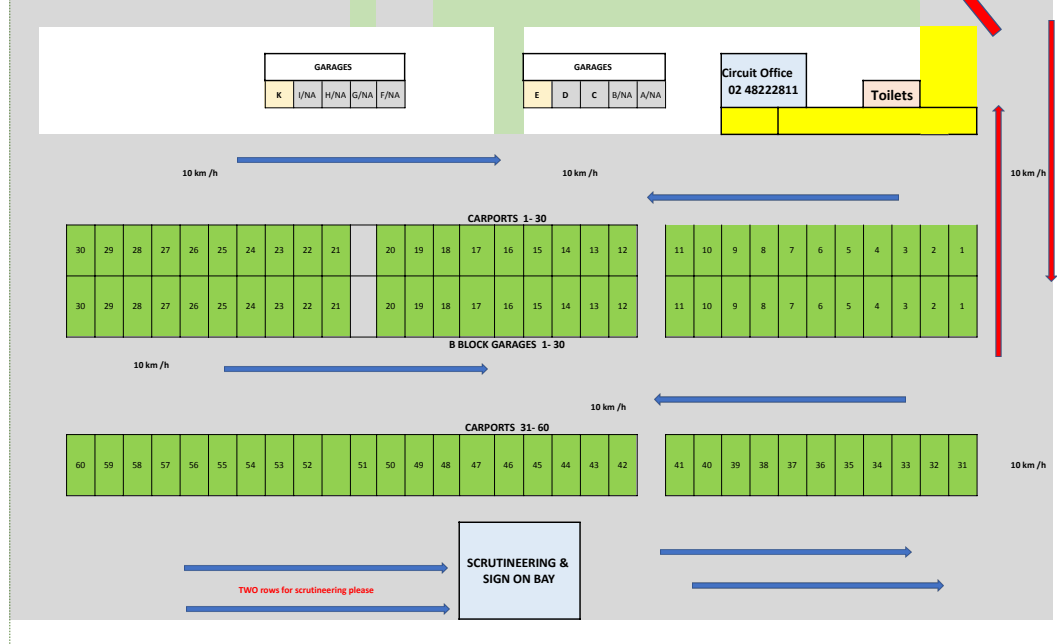 GARAGES
K I/NA H/NA G/NA F/NA
GARAGES
E D C B/NA A/NA
Circuit Office
02 48222811
Toilets
10 km /h
10 km /h
10 km /h
CARPORTS 1- 30
30 29 28 27 26 25 24 23 22 21 20 19 18 17 16 15 14 13 12 11 10 9 8 7 6 5 4 3 2 1
30 29 28 27 26 25 24 23 22 21 20 19 18 17 16 15 14 13 12 11 10 9 8 7 6 5 4 3 2 1
B BLOCK GARAGES 1- 30
10 km /h
10 km /h
CARPORTS 31- 60
60 59 58 57 56 55 54 53 52 51 50 49 48 47 46 45 44 43 42 41 40 39 38 37 36 35 34 33 32 31
10 km /h
SCRUTINEERING &
SIGN ON BAY
TWO rows for scrutineering please